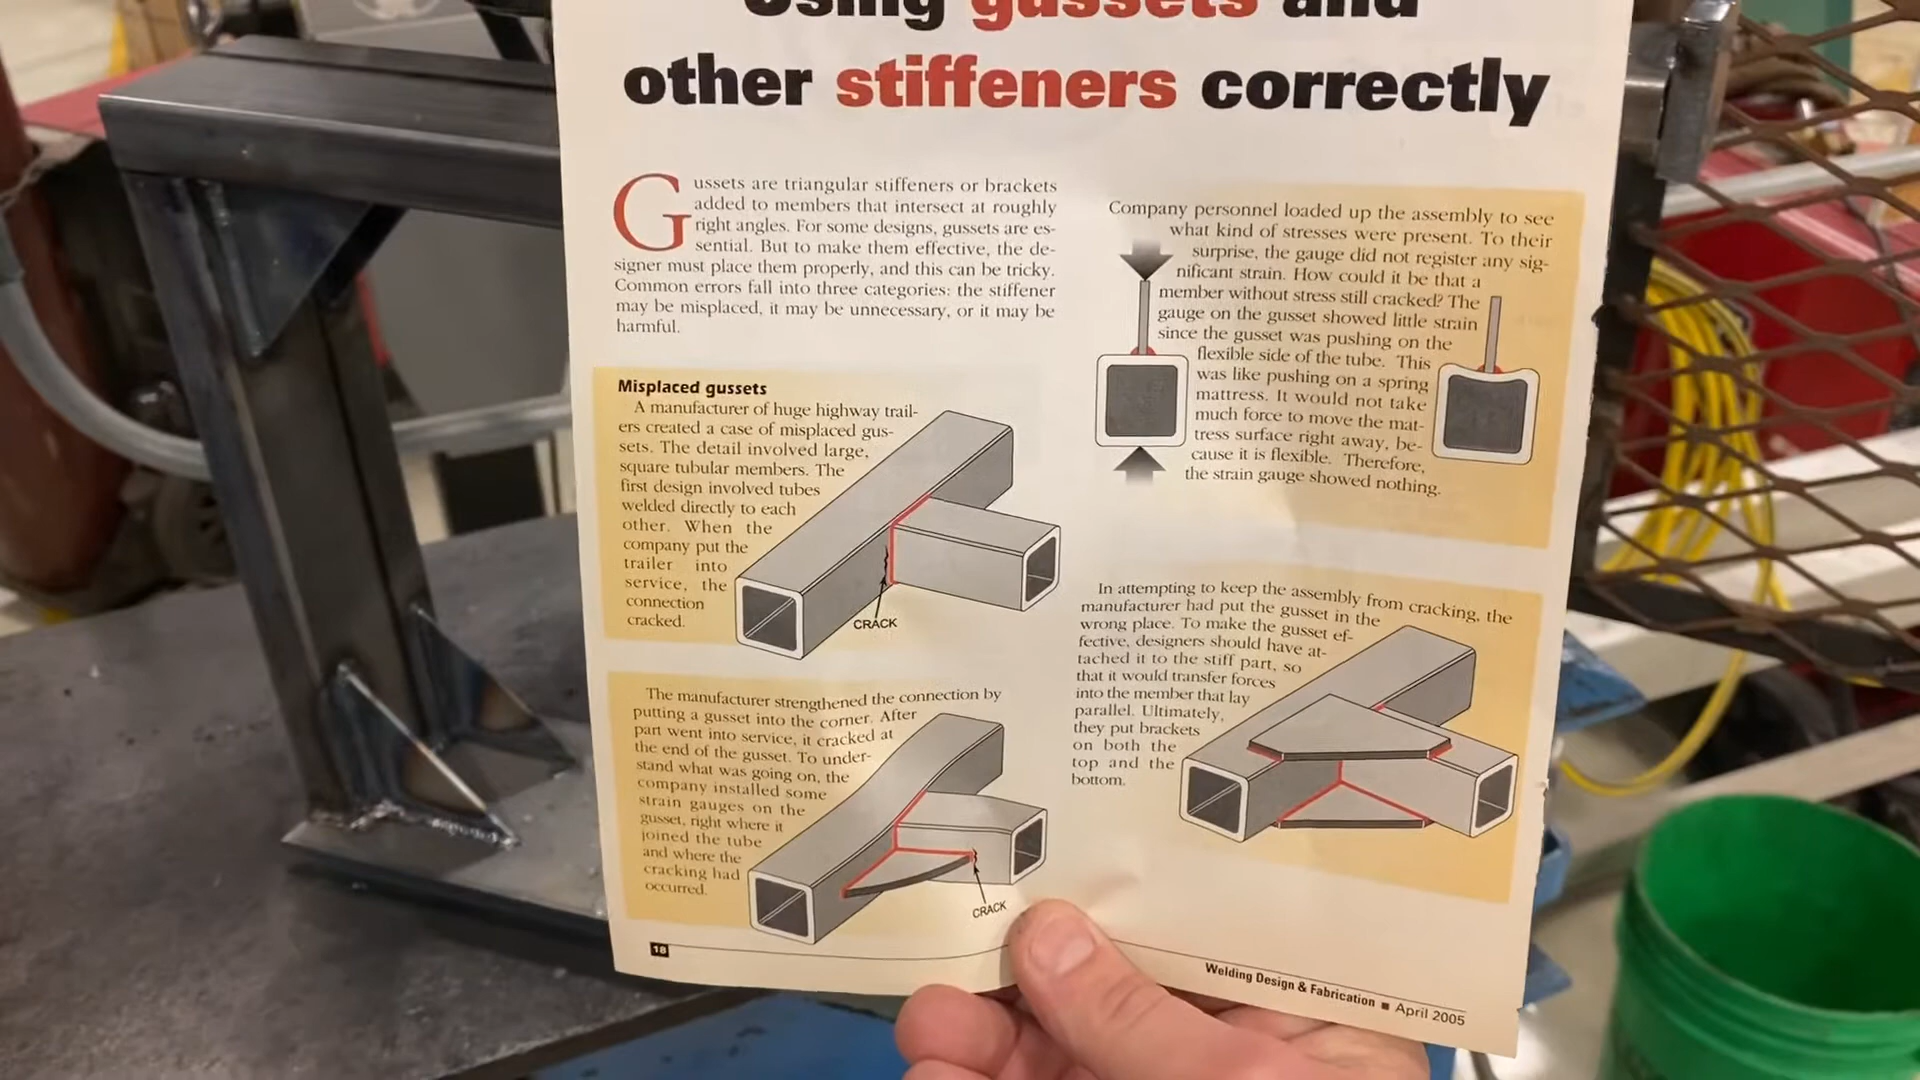 Using gussets and
other stiffeners correctly
Gussets are triangular stiffeners or brackets
added to members that intersect at roughly
right angles. For some designs, gussets are es-
sential. But to make them effective, the de-
signer must place them properly, and this can be tricky.
Common errors fall into three categories: the stiffener
may be misplaced, it may be unnecessary, or it may be
harmful.
Misplaced gussets
A manufacturer of huge highway trail-
ers created a case of misplaced gus-
sets. The detail involved large,
square tubular members. The
first design involved tubes
welded directly to each
other. When the
company put the
trailer into
service, the
connection
cracked.
CRACK
The manufacturer strengthened the connection by
putting a gusset into the corner. After
part went into service, it cracked at
the end of the gusset. To under-
stand what was going on, the
company installed some
strain gauges on the
gusset, right where it
joined the tube
and where the
cracking had
occurred.
CRACK
Company personnel loaded up the assembly to see
what kind of stresses were present. To their
surprise, the gauge did not register any sig-
nificant strain. How could it be that a
member without stress still cracked? The
gauge on the gusset showed little strain
since the gusset was pushing on the
flexible side of the tube. This
was like pushing on a spring
mattress. It would not take
much force to move the mat-
tress surface right away, be-
cause it is flexible. Therefore,
the strain gauge showed nothing.
In attempting to keep the assembly from cracking, the
manufacturer had put the gusset in the
wrong place. To make the gusset ef-
fective, designers should have at-
tached it to the stiff part, so
that it would transfer forces
into the member that lay
parallel. Ultimately,
they put brackets
on both the
top and the
bottom.
18
Welding Design & Fabrication ■ April 2005